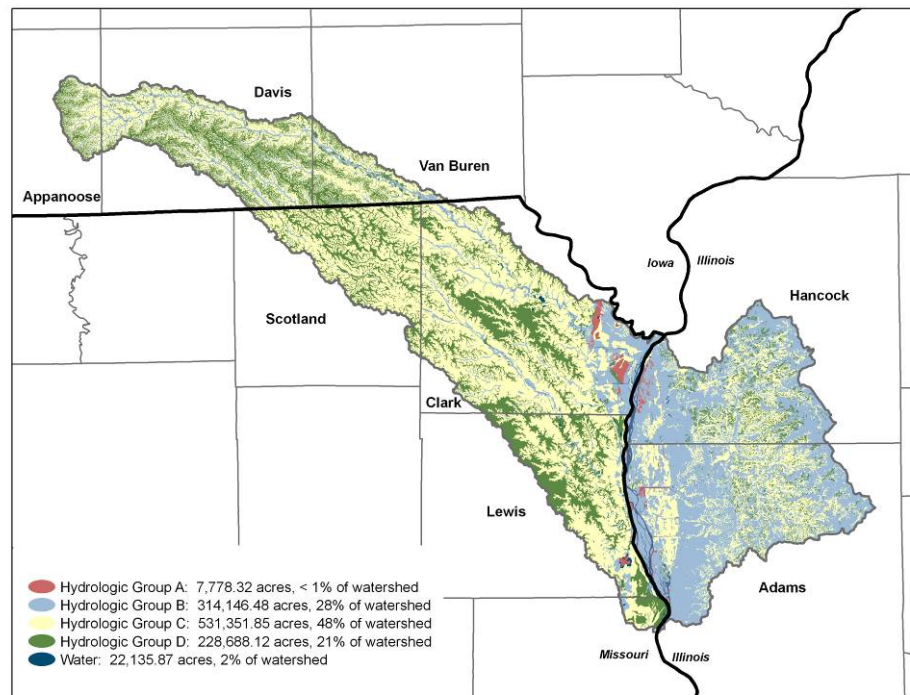 Davis
Van Buren
Appanoose
Iowa
Illinois
Hancock
Scotland
Clark
Lewis
Adams
Hydrologic Group A: 7,778.32 acres, < 1% of watershed
Hydrologic Group B: 314,146.48 acres, 28% of watershed
Hydrologic Group C: 531,351.85 acres, 48% of watershed
Hydrologic Group D: 228,688.12 acres, 21% of watershed
Water: 22,135.87 acres, 2% of watershed
Missouri
Illinois